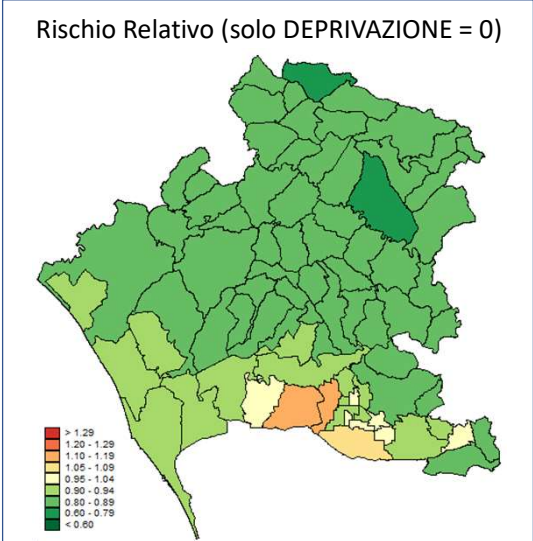 Rischio Relativo (solo DEPRIVAZIONE = 0)
> 1.29
1.20 - 1.29
1.10 - 1.19
1.05 - 1.09
0.95 - 1.04
0.90 - 0.94
0.80 - 0.89
0.60 - 0.79
< 0.60